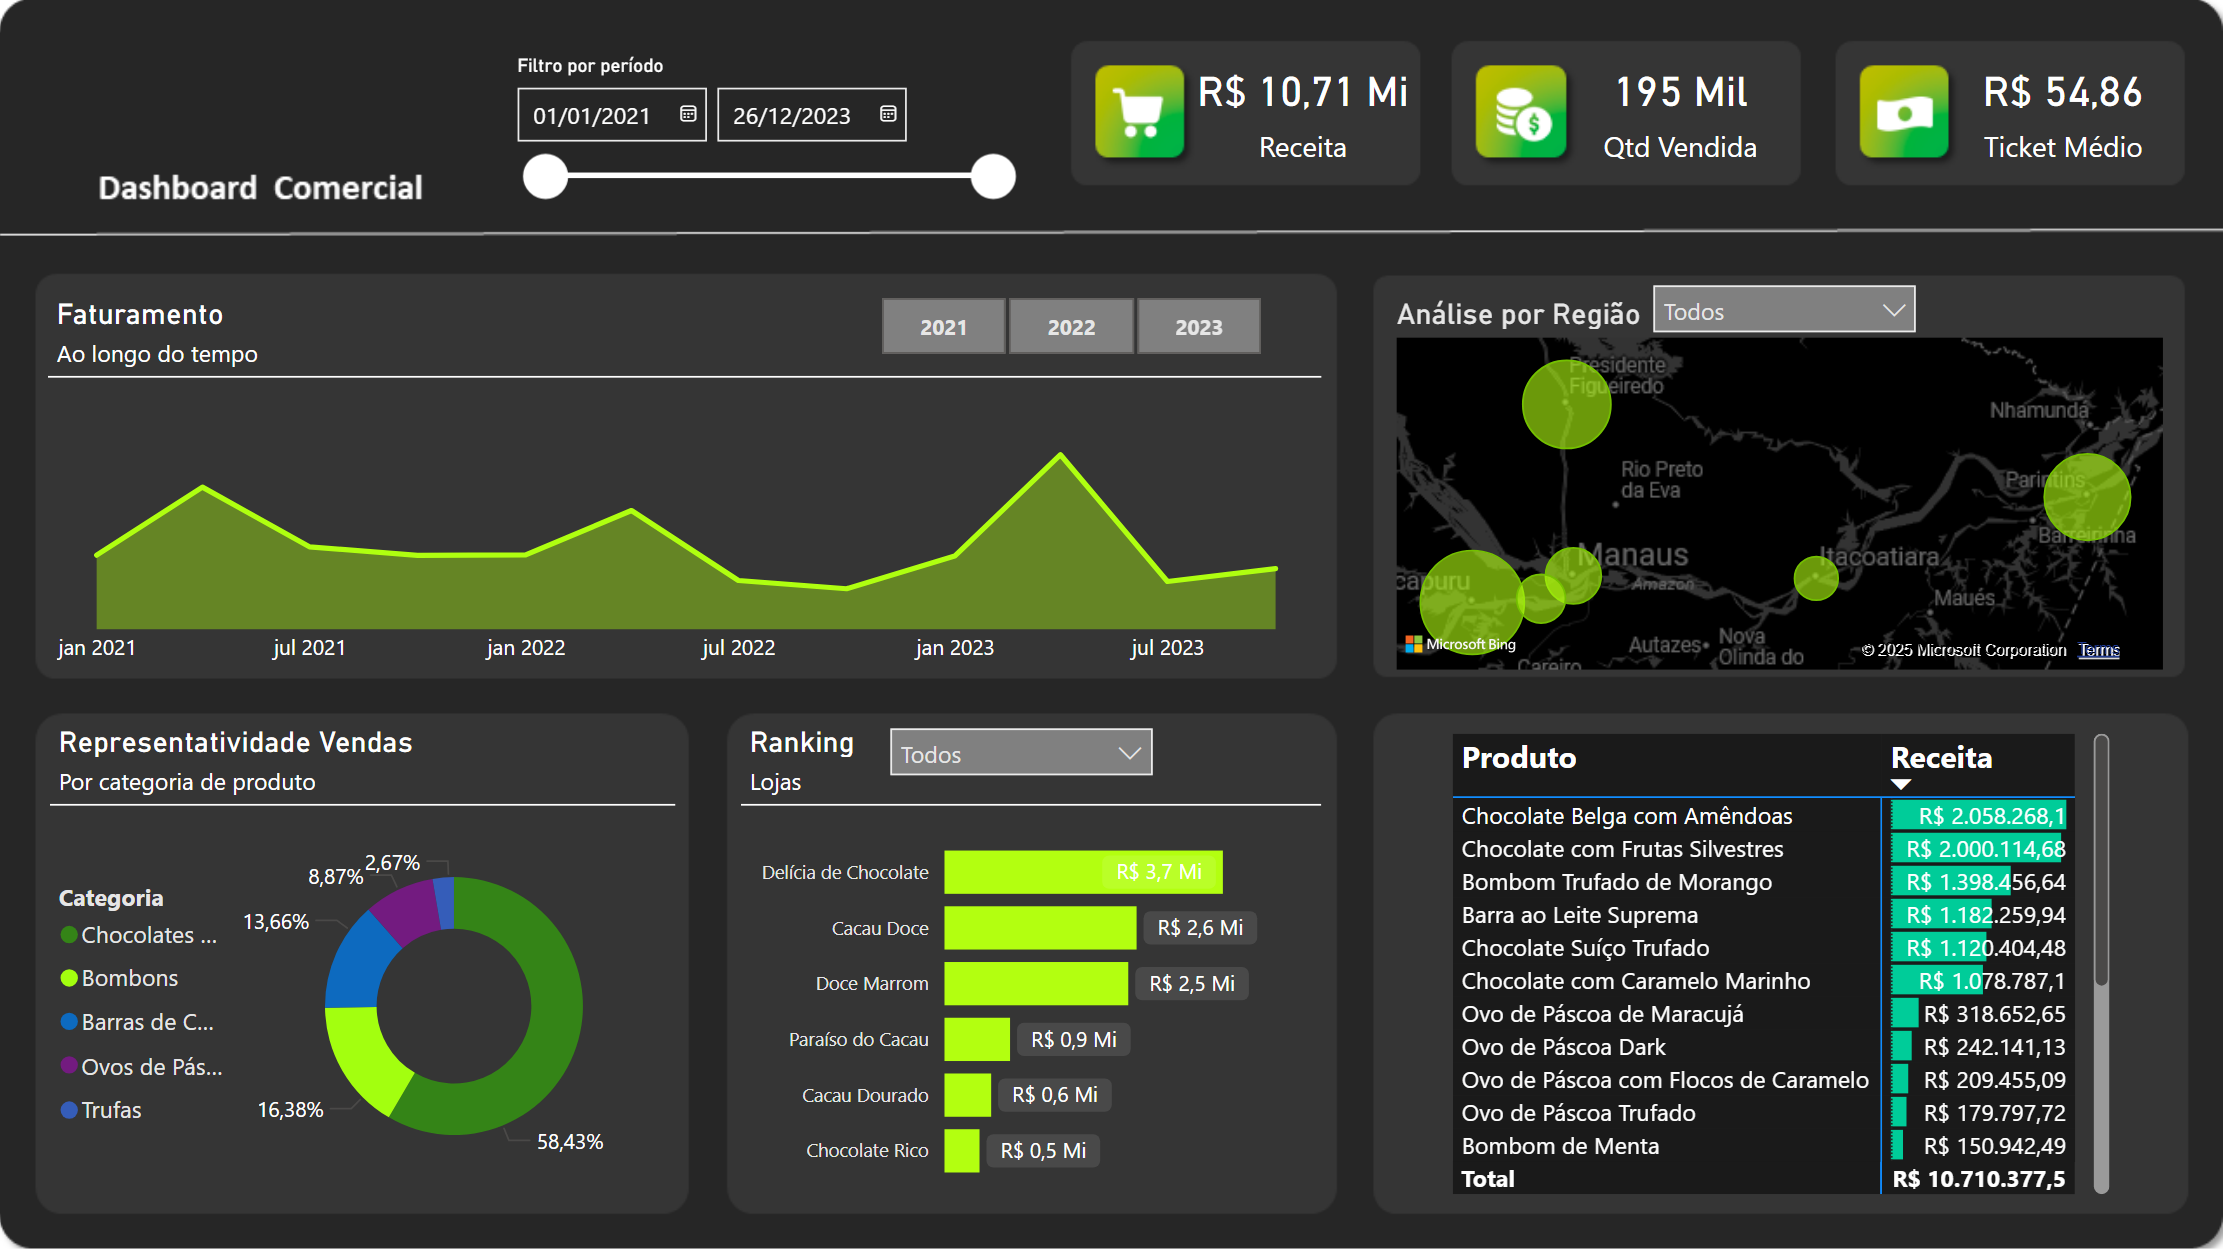 Dashboard Comercial
Filtro por período
01/01/2021
26/12/2023
R$ 10,71 Mi
Receita
195 Mil
Qtd Vendida
R$ 54,86
Ticket Médio
Faturamento
Ao longo do tempo
2021
2022
2023
jan 2021
jul 2021
jan 2022
jul 2022
jan 2023
jul 2023
Análise por Região
Todos
Presidente
Figueiredo
Nhamundá
Rio Preto
da Eva
Parintins
Barreirinha
Manaus
Itacoatiara
capuru
Amazon
Maués
Autazes
Nova
Olinda do
Careiro
Microsoft Bing
© 2025 Microsoft Corporation Terms
Representatividade Vendas
Por categoria de produto
Categoria
Chocolates ...
Bombons
Barras de C...
Ovos de Pás...
Trufas
2,67%
8,87%
13,66%
16,38%
58,43%
Ranking
Todos
Lojas
Delícia de Chocolate R$ 3,7 Mi
Cacau Doce R$ 2,6 Mi
Doce Marrom R$ 2,5 Mi
Paraíso do Cacau R$ 0,9 Mi
Cacau Dourado R$ 0,6 Mi
Chocolate Rico R$ 0,5 Mi
Produto Receita
Chocolate Belga com Amêndoas R$ 2.058.268,1
Chocolate com Frutas Silvestres R$ 2.000.114,68
Bombom Trufado de Morango R$ 1.398.456,64
Barra ao Leite Suprema R$ 1.182.259,94
Chocolate Suíço Trufado R$ 1.120.404,48
Chocolate com Caramelo Marinho R$ 1.078.787,1
Ovo de Páscoa de Maracujá R$ 318.652,65
Ovo de Páscoa Dark R$ 242.141,13
Ovo de Páscoa com Flocos de Caramelo R$ 209.455,09
Ovo de Páscoa Trufado R$ 179.797,72
Bombom de Menta R$ 150.942,49
Total R$ 10.710.377,5